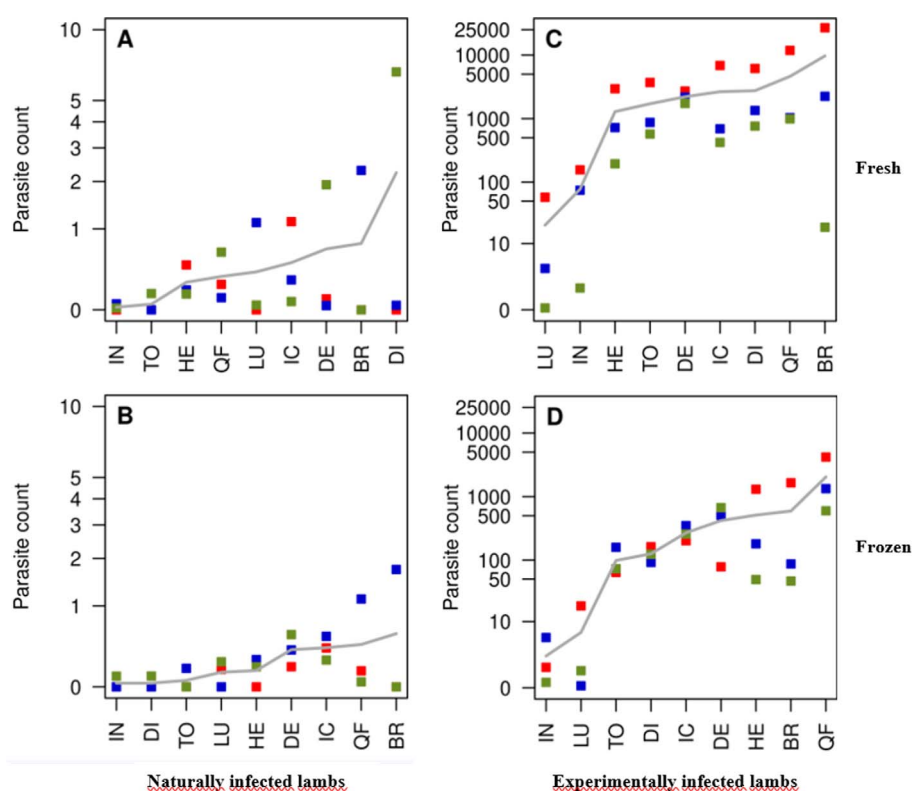 A
Parasite count
10
5
4
3
2
1
0
IN TO HE QF LU IC DE BR DI
C
Parasite count
25000
10000
5000
1000
500
100
50
10
0
LU IN HE TO DE IC DI QF BR
Fresh
B
Parasite count
10
5
4
3
2
1
0
IN DI TO LU HE DE IC QF BR
D
Parasite count
25000
10000
5000
1000
500
100
50
10
0
IN LU TO DI IC DE HE BR QF
Frozen
Naturally infected lambs
Experimentally infected lambs